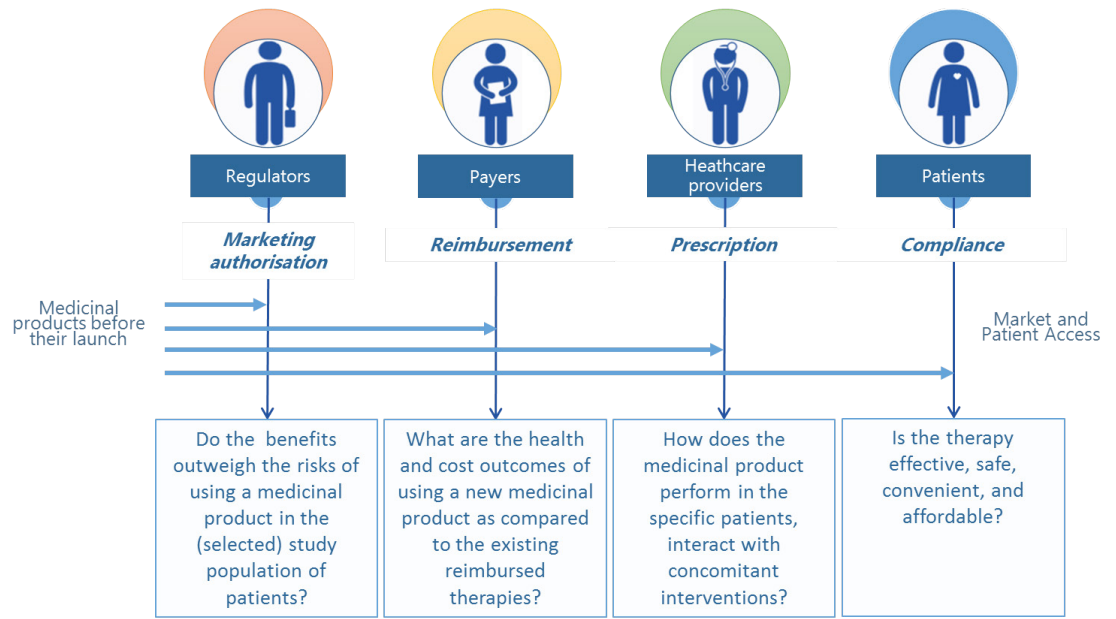 Regulators
Payers
Heathcare
providers
Patients
Marketing
authorisation
Reimbursement
Prescription
Compliance
Medicinal
products before
their launch
Market and
Patient Access
Do the benefits
outweigh the risks of
using a medicinal
product in the
(selected) study
population of
patients?
What are the health
and cost outcomes of
using a new medicinal
product as compared
to the existing
reimbursed
therapies?
How does the
medicinal product
perform in the
specific patients,
interact with
concomitant
interventions?
Is the therapy
effective, safe,
convenient, and
affordable?